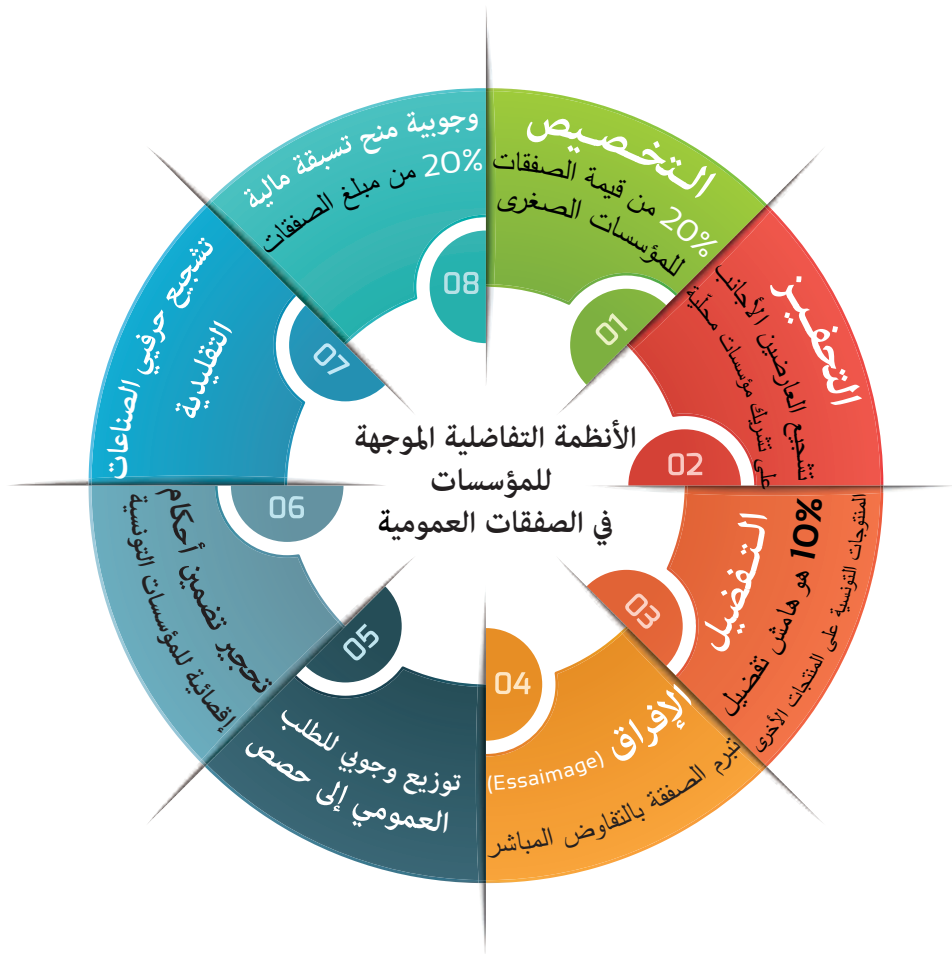 الأنظمة التفاضلية الموجهة
للمؤسسات
في الصفقات العمومية
01
التخصيص
20% من قيمة الصفقات
للمؤسسات الصغرى
02
التحفيز
تشجيع العارضين الأجانب
على تشريك مؤسسات محلّية
03
التفضيل
10% هو هامش تفضيل
المنتوجات التونسية على المنتجات الأخرى
04
الإفراق
(Essaimage)
تبرم الصفقة بالتفاوض المباشر
05
توزيع وجوبي للطلب
العمومي إلى حصص
06
تحجير تضمين أحكام
إقصائية للمؤسسات التونسية
07
تشجيع حرفيي الصناعات
التقليدية
08
وجوبية منح تسبقة مالية
20% من مبلغ الصفقات